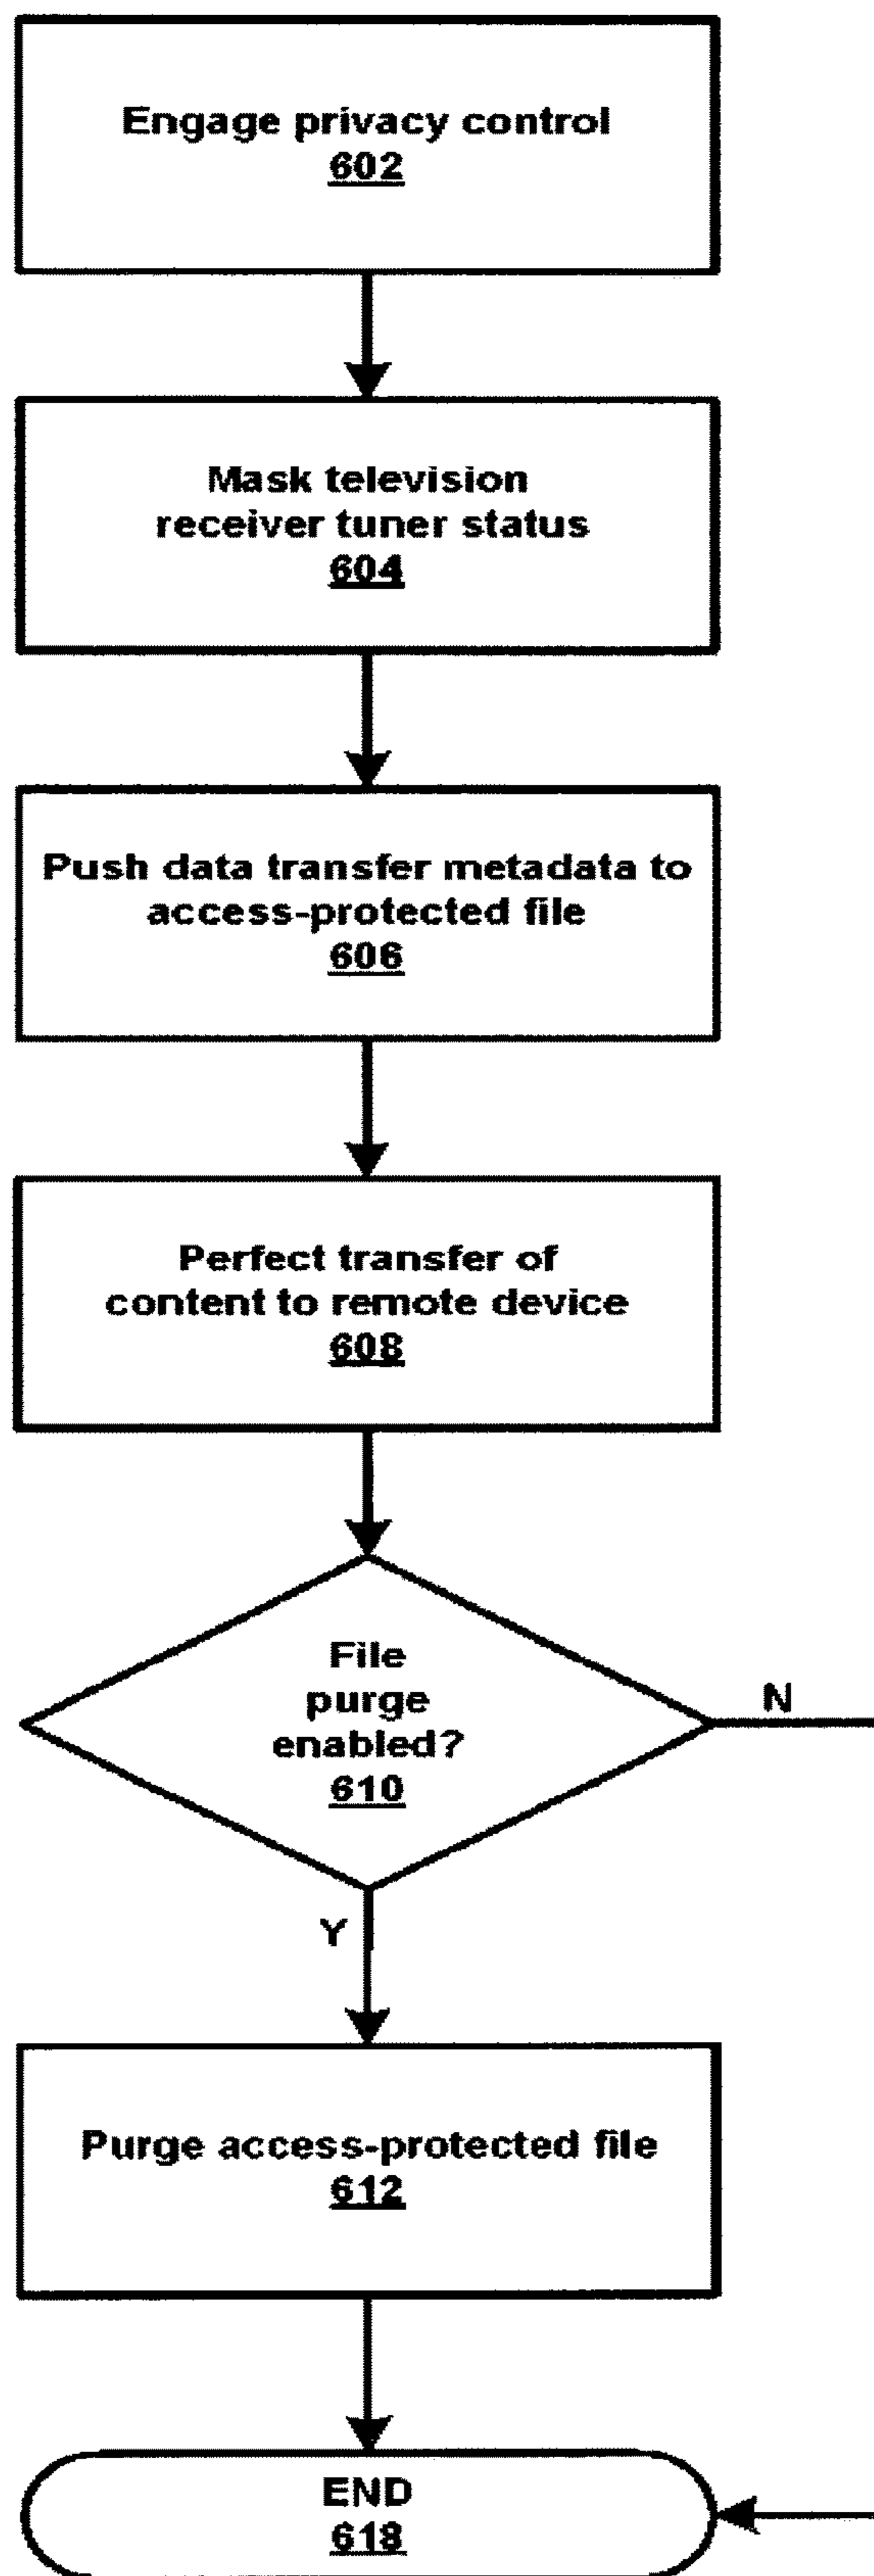 Engage privacy control
602
Mask television
receiver tuner status
604
Push data transfer metadata to
access-protected file
606
Perfect transfer of
content to remote device
608
File
purge
enabled?
610
N
Y
Purge access-protected file
612
END
618